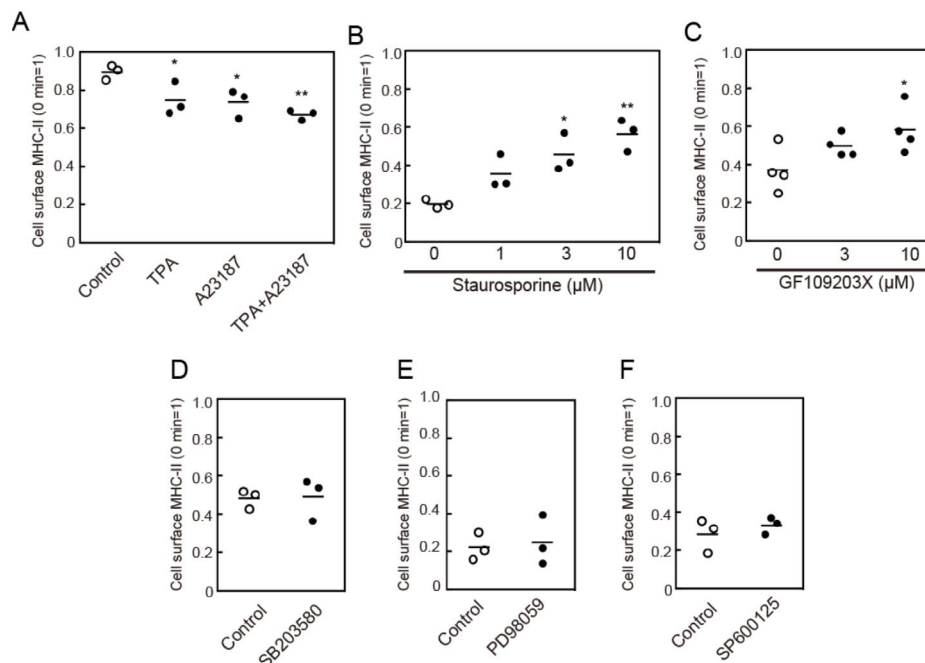 A
Cell surface MHC-II (0 min=1)
1.0
0.8
0.6
0.4
0.2
0
*
*
**
Control
TPA
A23187
TPA+A23187
B
Cell surface MHC-II (0 min=1)
1.0
0.8
0.6
0.4
0.2
0
*
**
0 1 3 10
Staurosporine (µM)
C
Cell surface MHC-II (0 min=1)
1.0
0.8
0.6
0.4
0.2
0
*
0 3 10
GF109203X (µM)
D
Cell surface MHC-II (0 min=1)
1.0
0.8
0.6
0.4
0.2
0
Control
SB203580
E
Cell surface MHC-II (0 min=1)
1.0
0.8
0.6
0.4
0.2
0
Control
PD98059
F
Cell surface MHC-II (0 min=1)
1.0
0.8
0.6
0.4
0.2
0
Control
SP600125